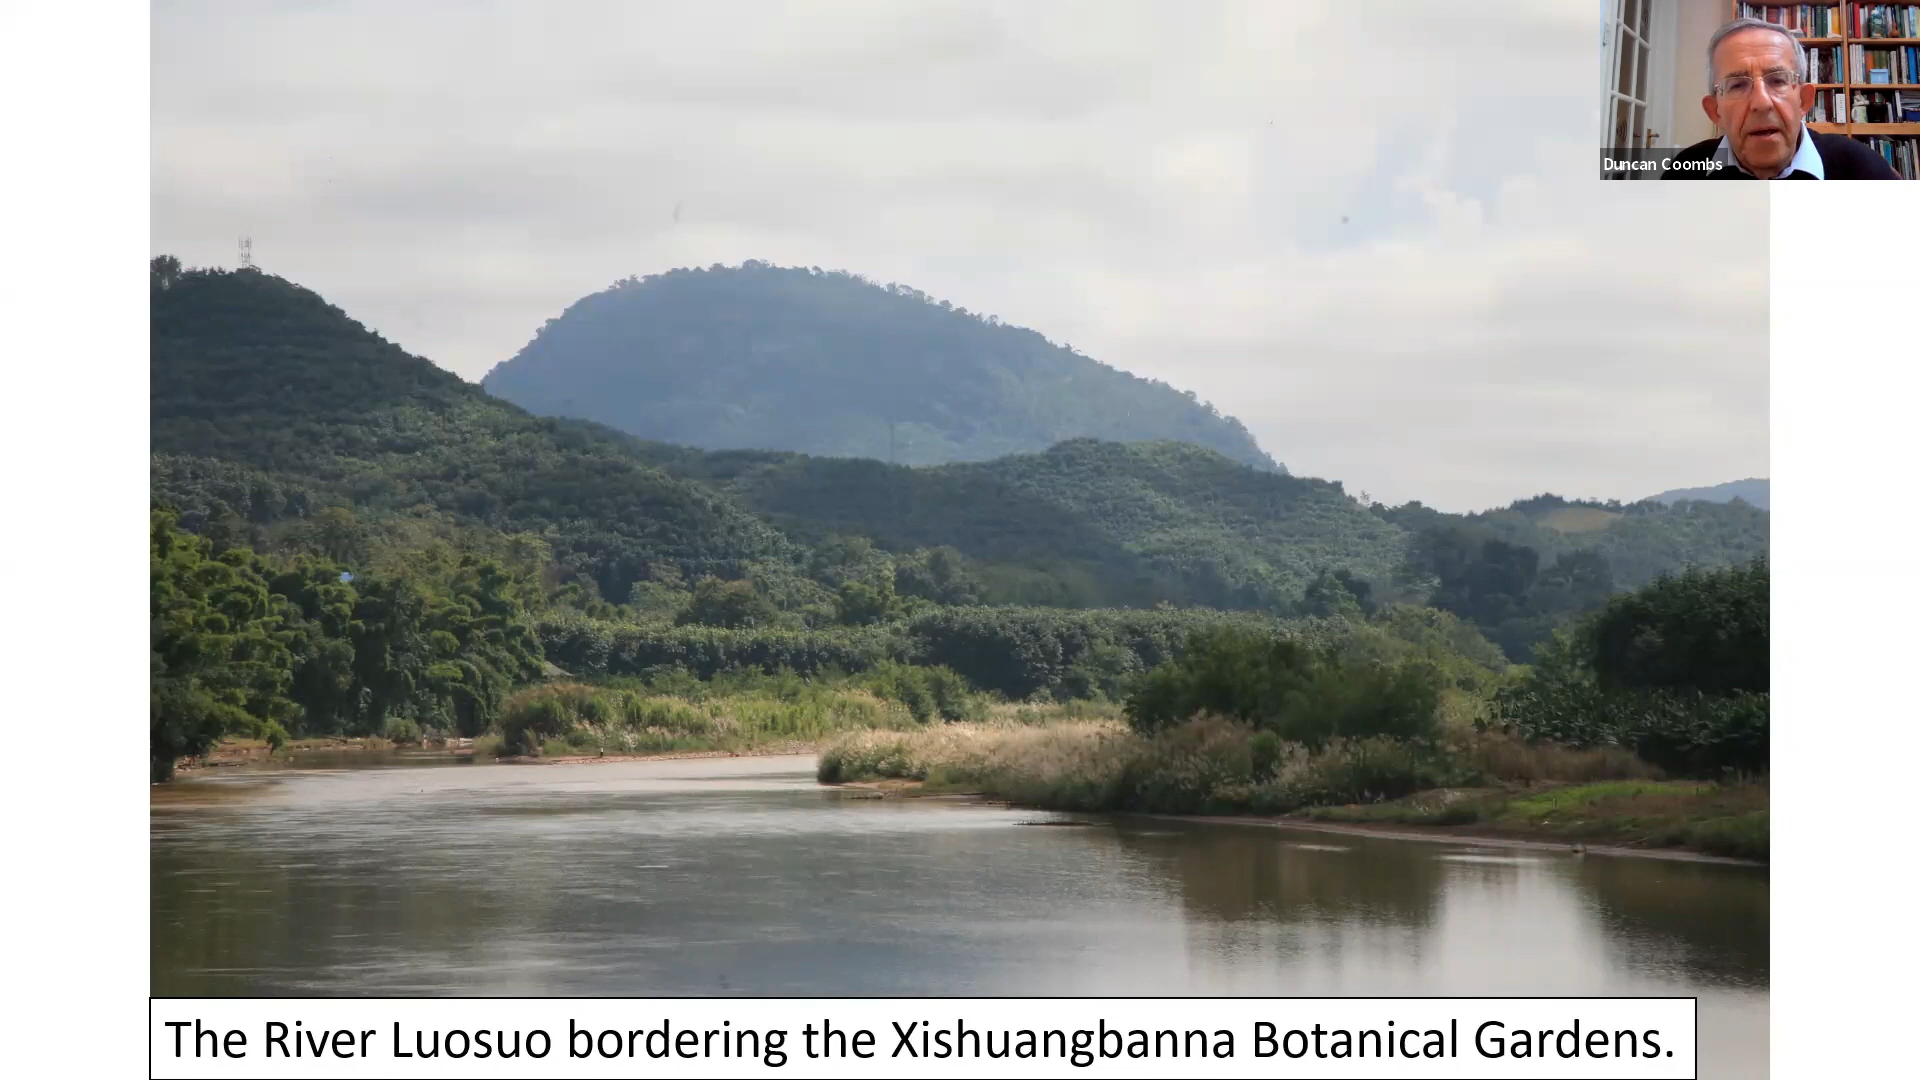 Duncan Coombs
The River Luosuo bordering the Xishuangbanna Botanical Gardens.